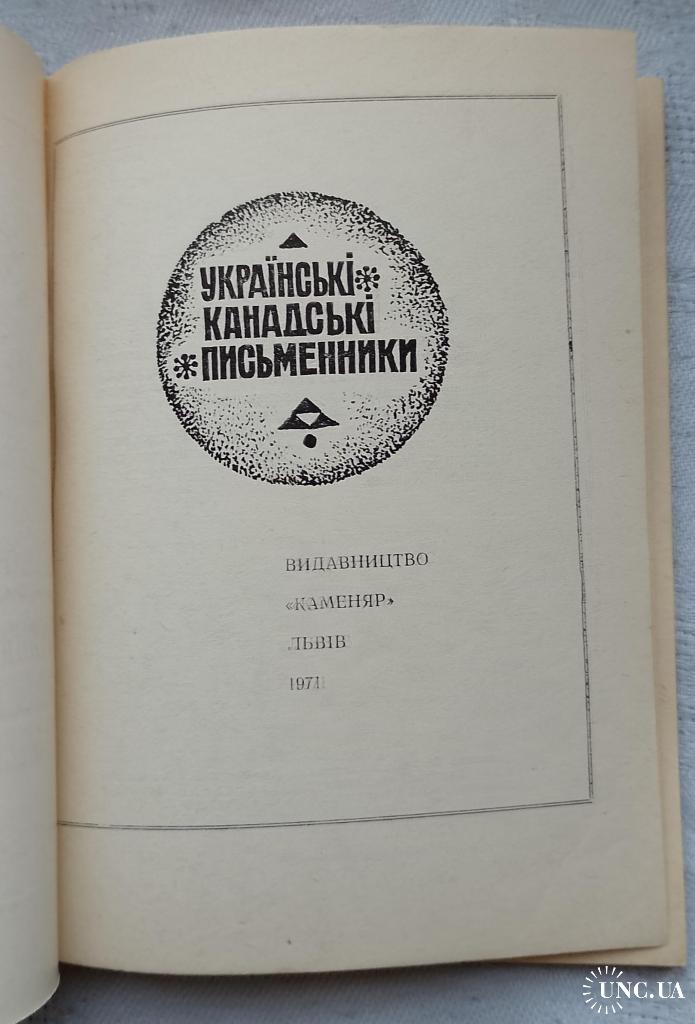 УКРАЇНСЬКІ
КАНАДСЬКІ
ПИСЬМЕННИКИ
ВИДАВНИЦТВО
«КАМЕНЯР»
ЛЬВІВ
1971
UNC.UA